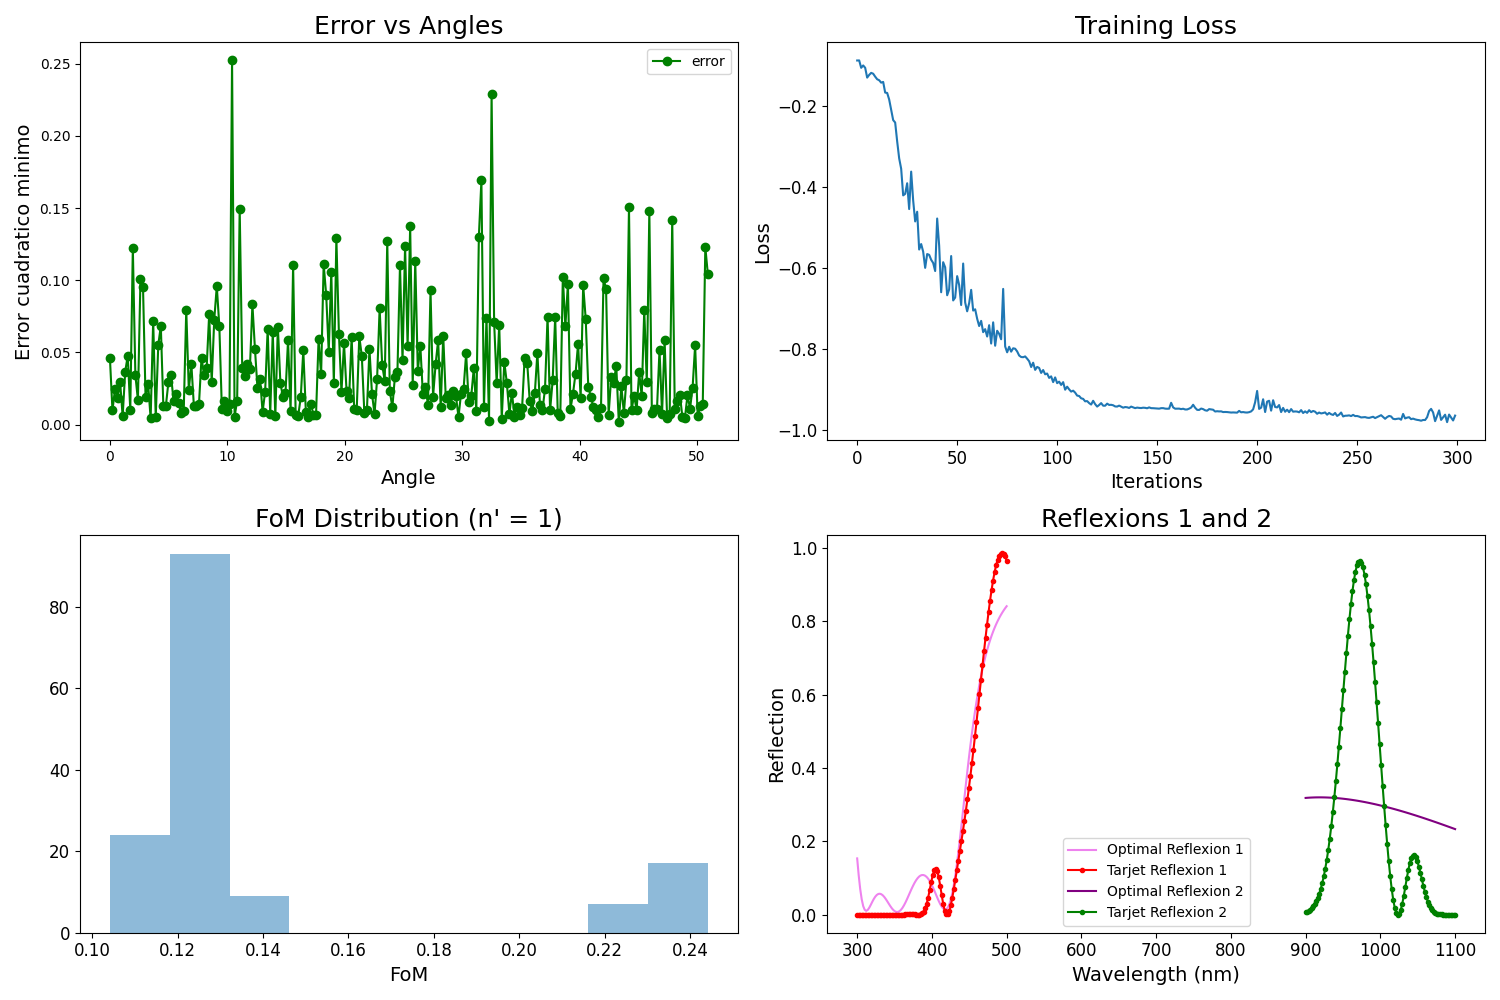 Error vs Angles
error
0.25
0.20
0.15
0.10
0.05
0.00
Error cuadratico minimo
0 10 20 30 40 50
Angle
Training Loss
−0.2
−0.4
−0.6
−0.8
−1.0
Loss
0 50 100 150 200 250 300
Iterations
FoM Distribution (n' = 1)
80
60
40
20
0
0.10 0.12 0.14 0.16 0.18 0.20 0.22 0.24
FoM
Reflexions 1 and 2
1.0
0.8
0.6
0.4
0.2
0.0
Reflection
Optimal Reflexion 1
Tarjet Reflexion 1
Optimal Reflexion 2
Tarjet Reflexion 2
300 400 500 600 700 800 900 1000 1100
Wavelength (nm)